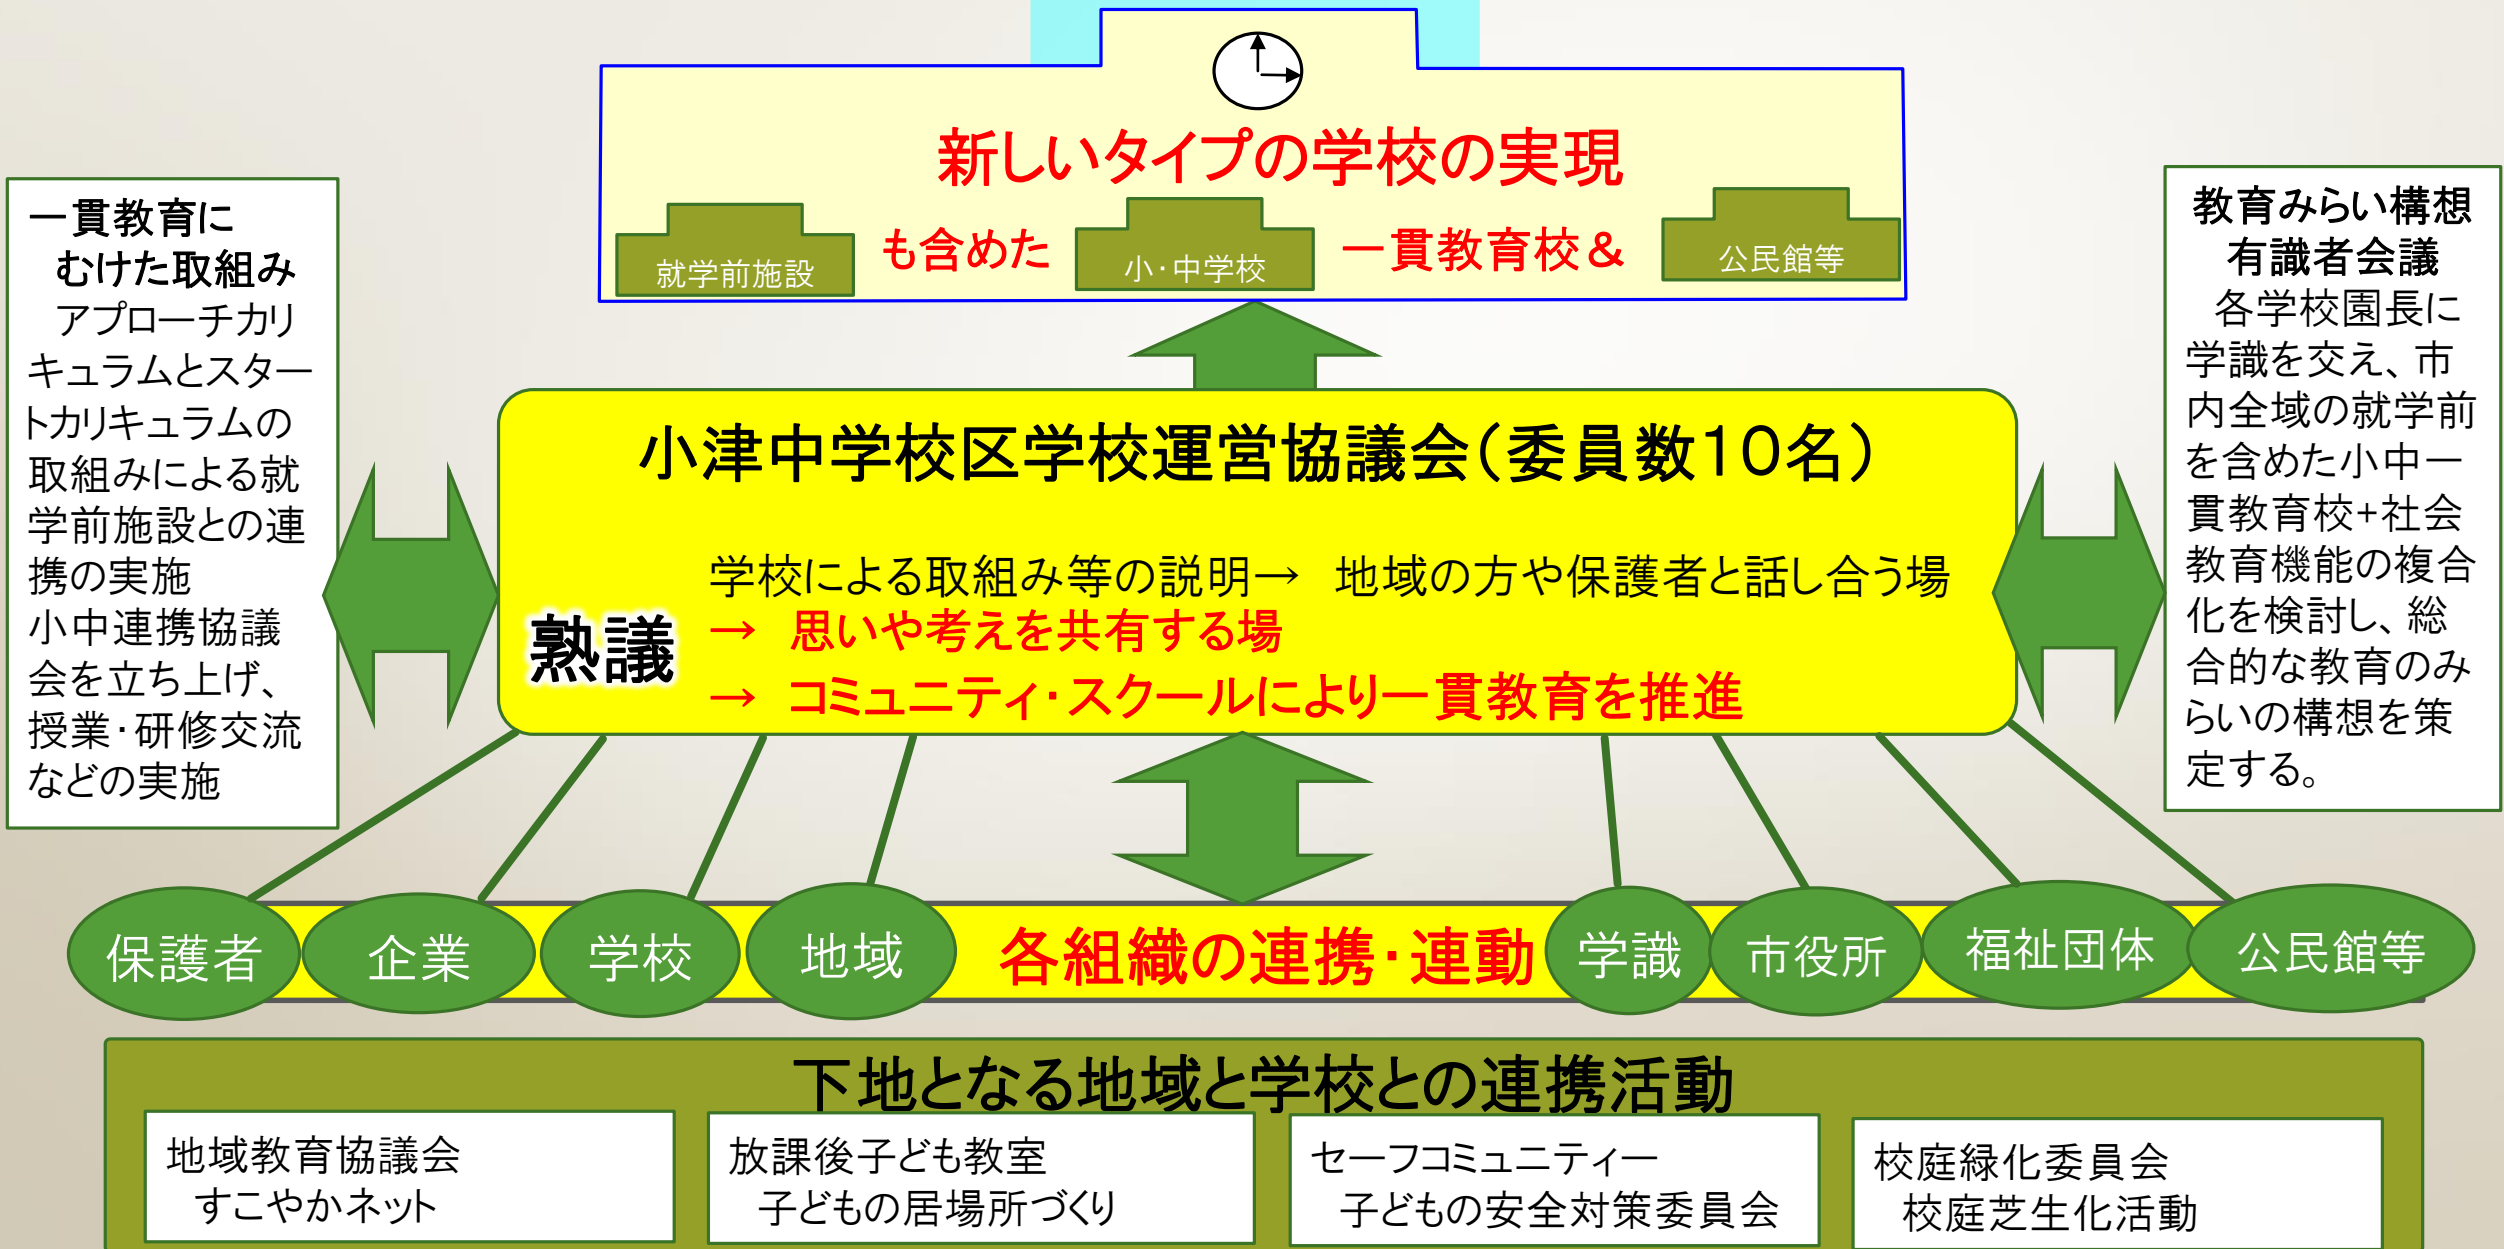 新しいタイプの学校の実現
就学前施設
も含めた
小・中学校
一貫教育校＆
公民館等
一貫教育に
むけた取組み
アプローチカリ
キュラムとスター
トカリキュラムの
取組みによる就
学前施設との連
携の実施
小中連携協議
会を立ち上げ、
授業・研修交流
などの実施
小津中学校区学校運営協議会(委員数10名)
学校による取組み等の説明→ 地域の方や保護者と話し合う場
熟議
→ 思いや考えを共有する場
→ コミュニティ・スクールにより一貫教育を推進
教育みらい構想
有識者会議
各学校園長に
学識を交え、市
内全域の就学前
を含めた小中一
貫教育校+社会
教育機能の複合
化を検討し、総
合的な教育のみ
らいの構想を策
定する。
保護者
企業
学校
地域
各組織の連携・連動
学識
市役所
福祉団体
公民館等
下地となる地域と学校との連携活動
地域教育協議会
すこやかネット
放課後子ども教室
子どもの居場所づくり
セーフコミュニティー
子どもの安全対策委員会
校庭緑化委員会
校庭芝生化活動